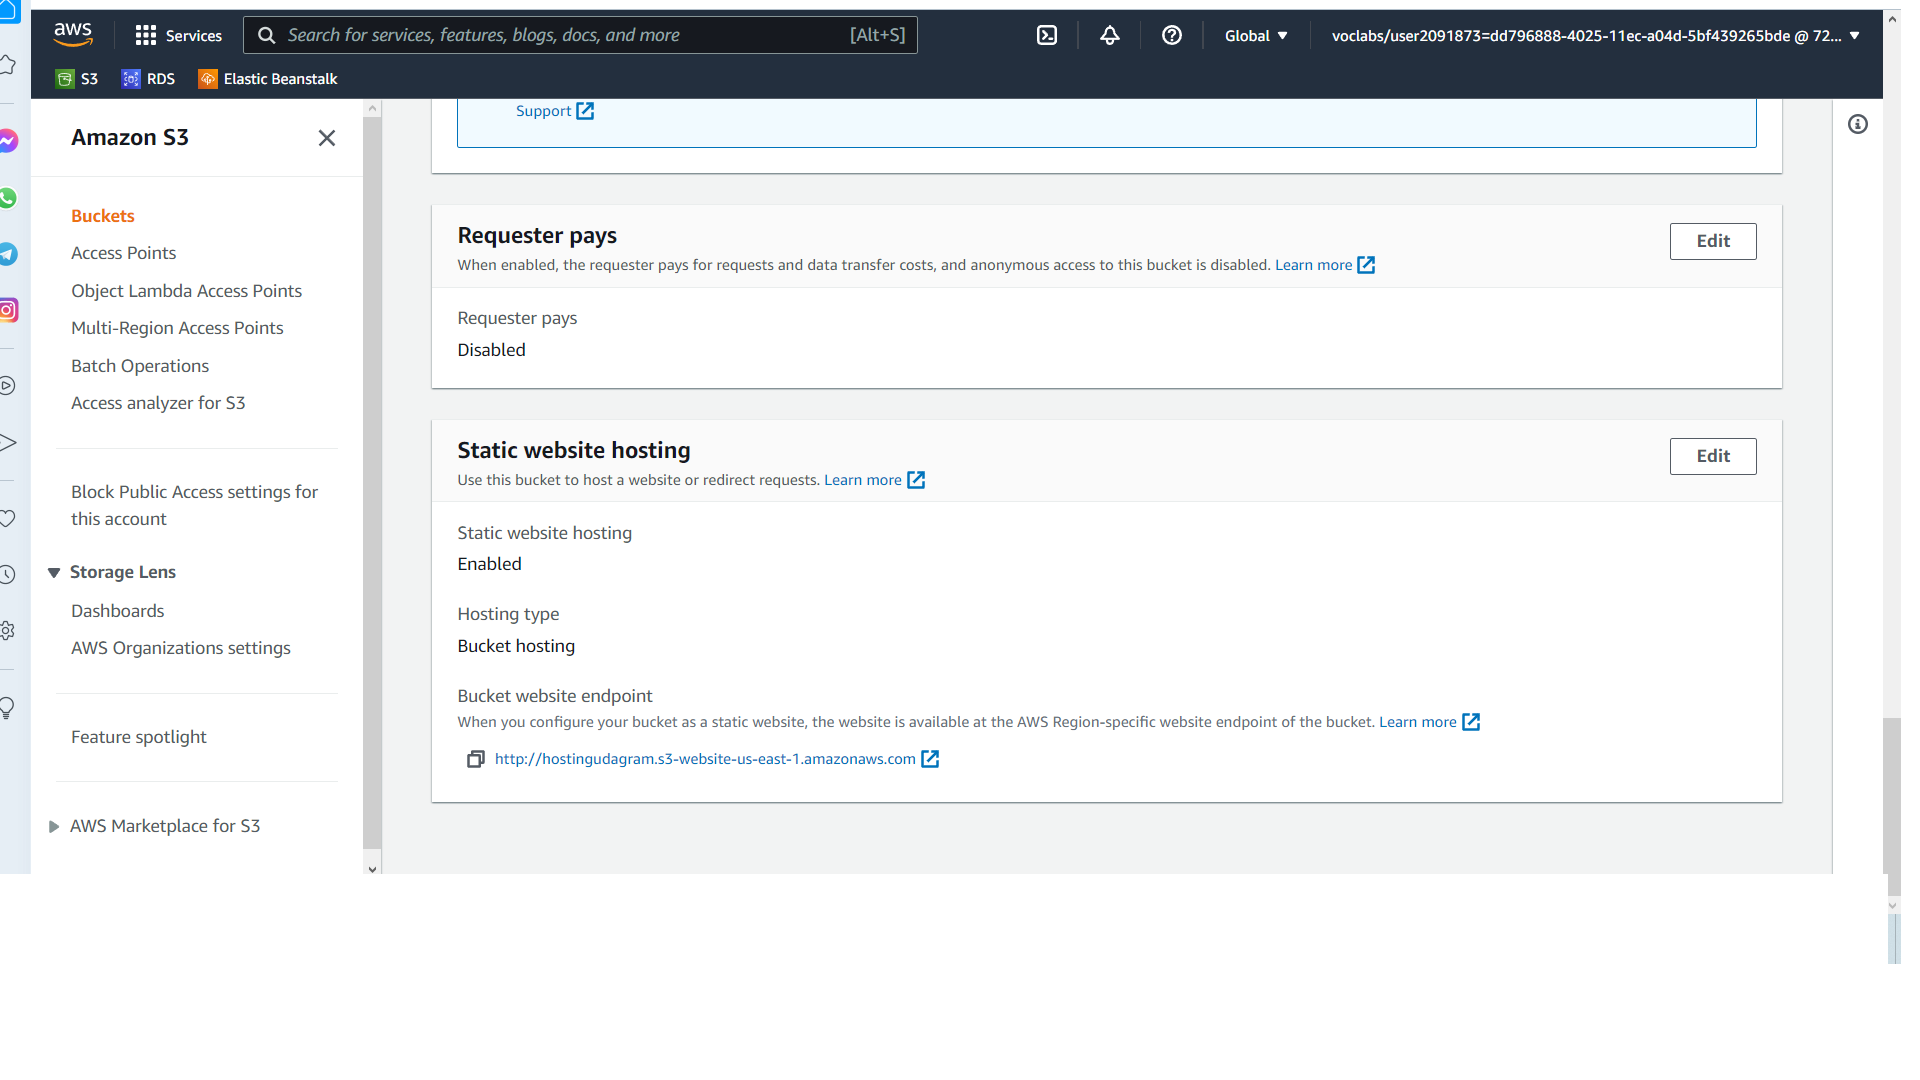 aws
Services
Search for services, features, blogs, docs, and more
[Alt+S]
Global
voclabs/user2091873=dd796888-4025-11ec-a04d-5bf439265bde @ 72...
S3
RDS
Elastic Beanstalk
Amazon S3
Buckets
Access Points
Object Lambda Access Points
Multi-Region Access Points
Batch Operations
Access analyzer for S3
Block Public Access settings for
this account
Storage Lens
Dashboards
AWS Organizations settings
Feature spotlight
AWS Marketplace for S3
Support
Requester pays
Edit
When enabled, the requester pays for requests and data transfer costs, and anonymous access to this bucket is disabled. Learn more
Requester pays
Disabled
Static website hosting
Edit
Use this bucket to host a website or redirect requests. Learn more
Static website hosting
Enabled
Hosting type
Bucket hosting
Bucket website endpoint
When you configure your bucket as a static website, the website is available at the AWS Region-specific website endpoint of the bucket. Learn more
http://hostingudagram.s3-website-us-east-1.amazonaws.com